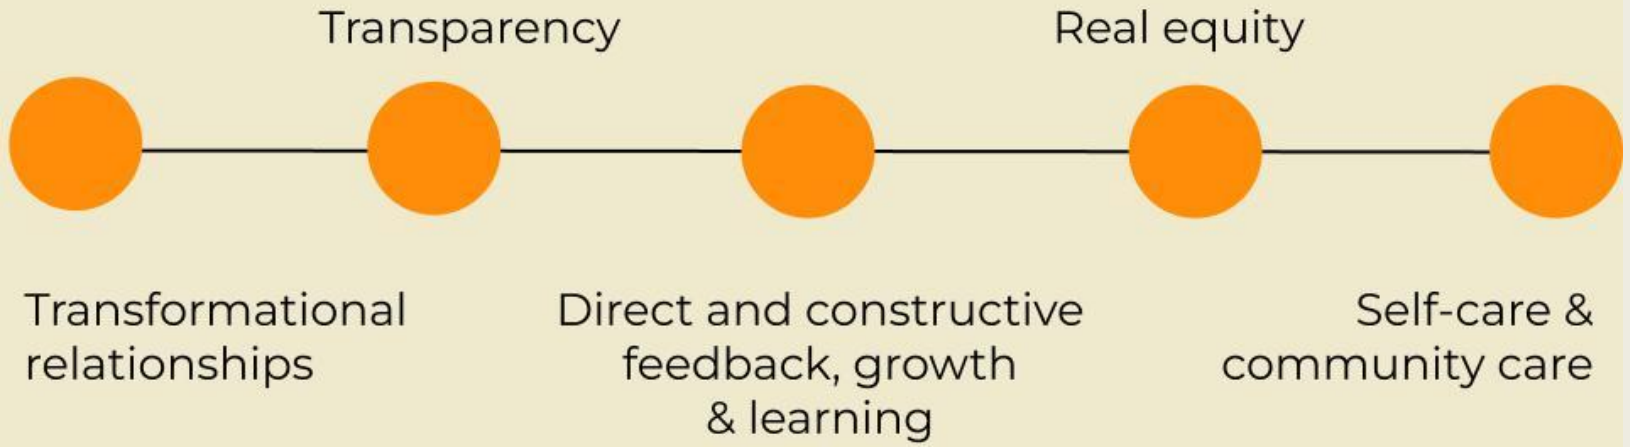 Transparency
Real equity
Transformational
relationships
Direct and constructive
feedback, growth
& learning
Self-care &
community care